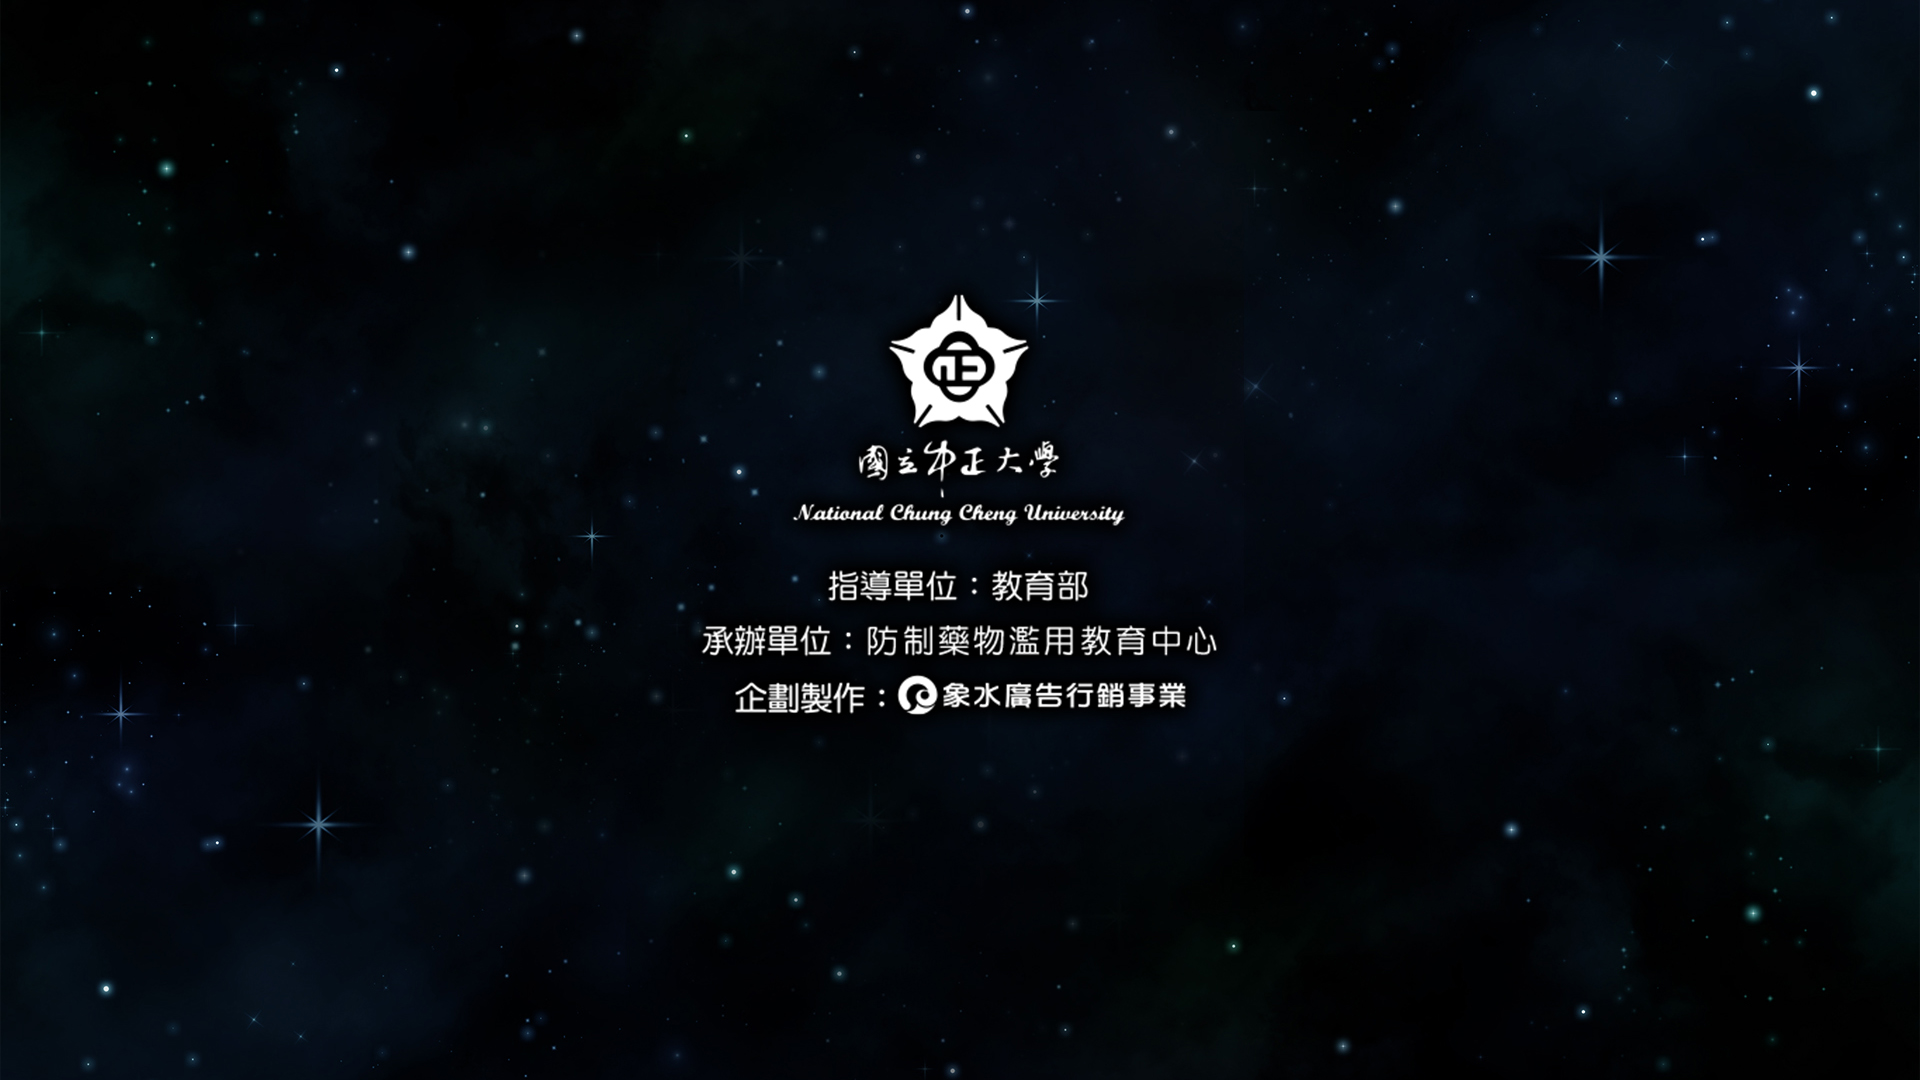 正
國立中正大學
National Chung Cheng University
指導單位：教育部
承辦單位：防制藥物濫用教育中心
企劃製作：象水廣告行銷事業